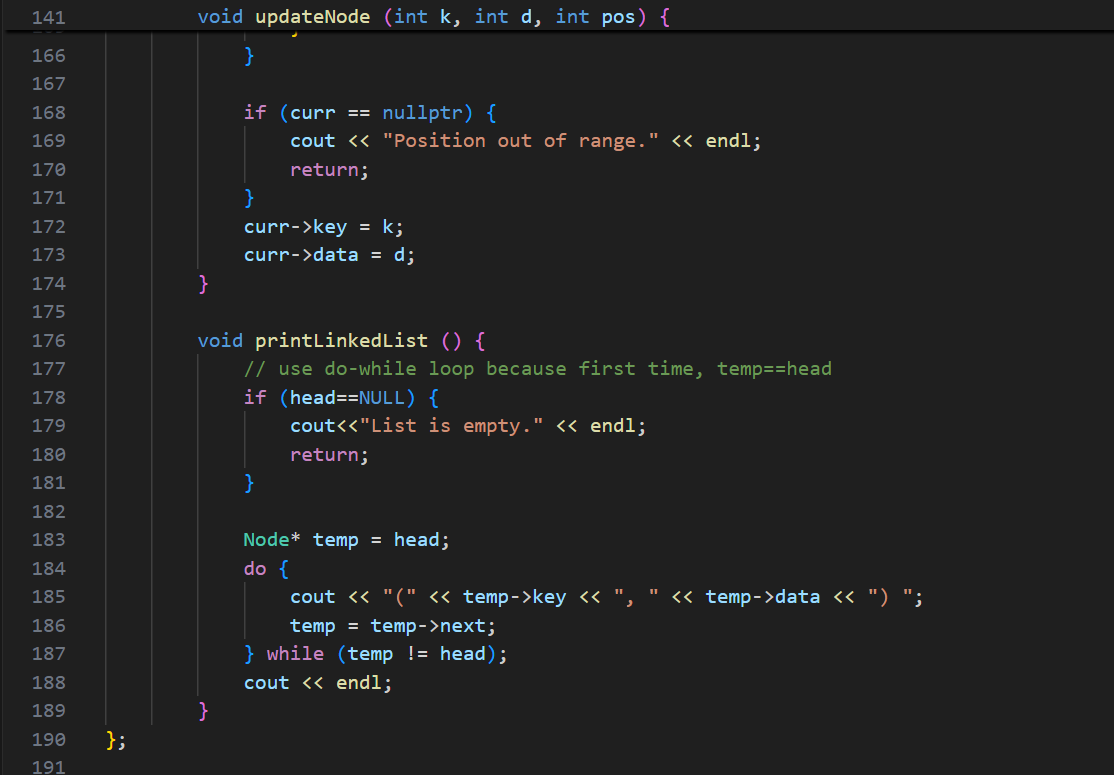 141 void updateNode (int k, int d, int pos) {
166 }
167
168 if (curr == nullptr) {
169 cout << "Position out of range." << endl;
170 return;
171 }
172 curr->key = k;
173 curr->data = d;
174 }
175
176 void printLinkedList () {
177 // use do-while loop because first time, temp==head
178 if (head==NULL) {
179 cout<<"List is empty." << endl;
180 return;
181 }
182
183 Node* temp = head;
184 do {
185 cout << "(" << temp->key << ", " << temp->data << ") ";
186 temp = temp->next;
187 } while (temp != head);
188 cout << endl;
189 }
190 };
191